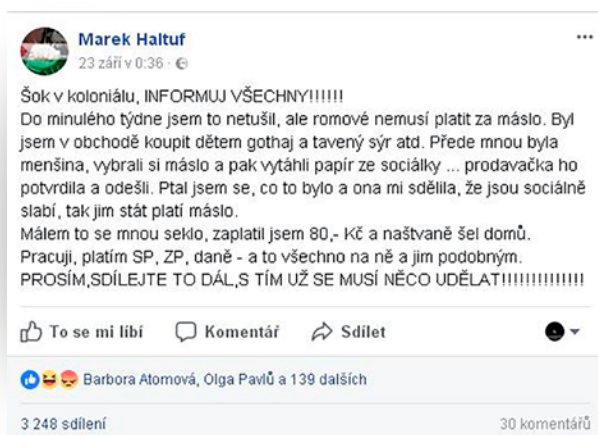 Marek Haltuf
23 září v 0:36
Šok v koloniálu, INFORMUJ VŠECHNY!!!!!!
Do minulého týdne jsem to netušil, ale romové nemusí platit za máslo. Byl
jsem v obchodě koupit dětem gothaj a tavený sýr atd. Přede mnou byla
menšina, vybrali si máslo a pak vytáhli papír ze sociálky ... prodavačka ho
potvrdila a odešli. Ptal jsem se, co to bylo a ona mi sdělila, že jsou sociálně
slabí, tak jim stát platí máslo.
Málem to se mnou seklo, zaplatil jsem 80,- Kč a naštvaně šel domů.
Pracuji, platím SP, ZP, daně - a to všechno na ně a jim podobným.
PROSÍM,SDÍLEJTE TO DÁL,S TÍM UŽ SE MUSÍ NĚCO UDĚLAT!!!!!!!!!!!!!!
To se mi líbí Komentář Sdílet
Barbora Atomová, Olga Pavlů a 139 dalších
3 248 sdílení 30 komentářů